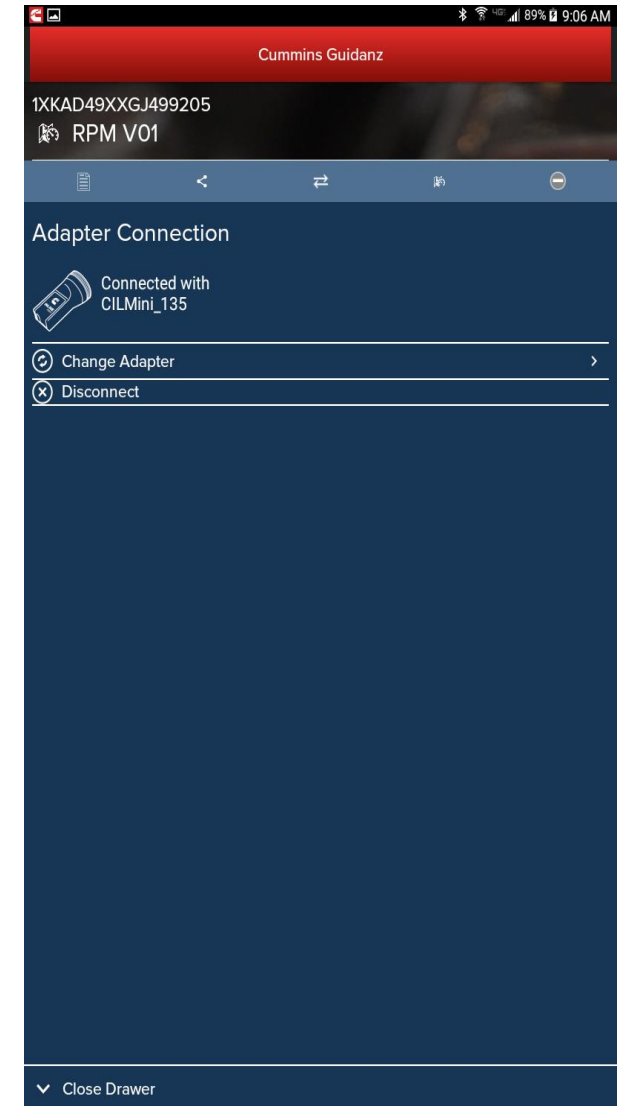 4G 89% 9:06 AM
Cummins Guidanz
1XKAD49XXGJ499205
RPM V01
Adapter Connection
Connected with
CILMini_135
Change Adapter
Disconnect
Close Drawer